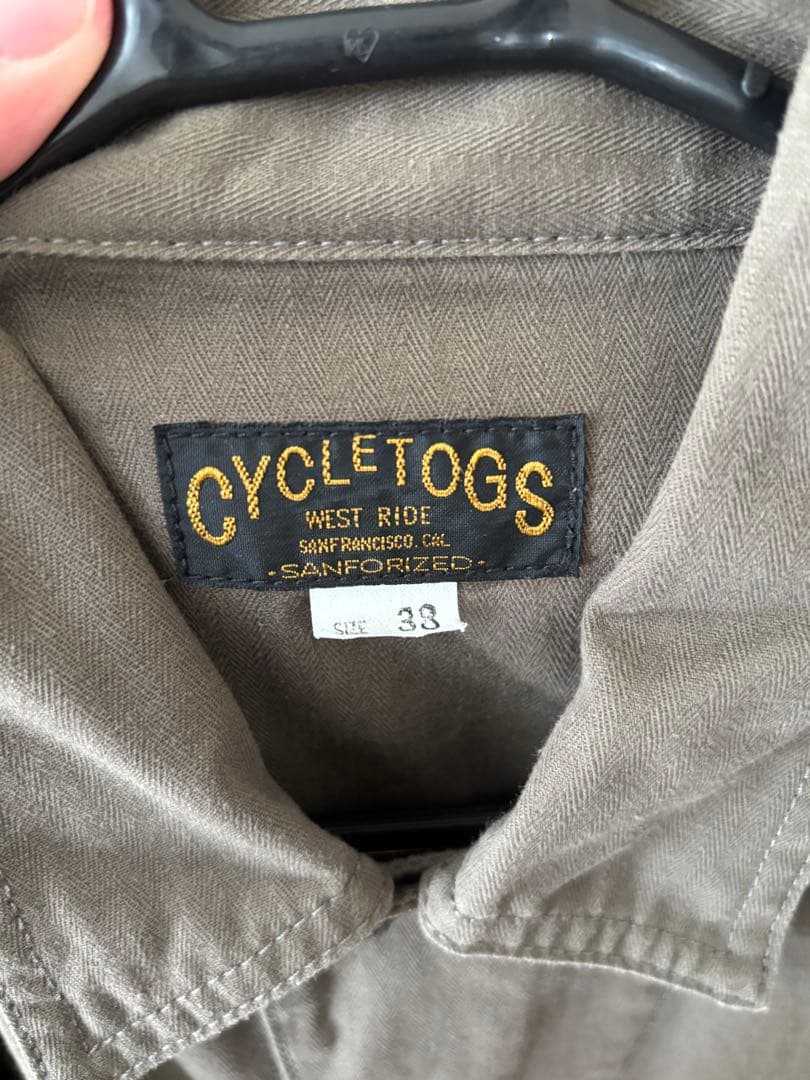 CYCLETOGS
WEST RIDE
SANFRANCISCO. CAL
·SANFORIZED·
SIZE 38